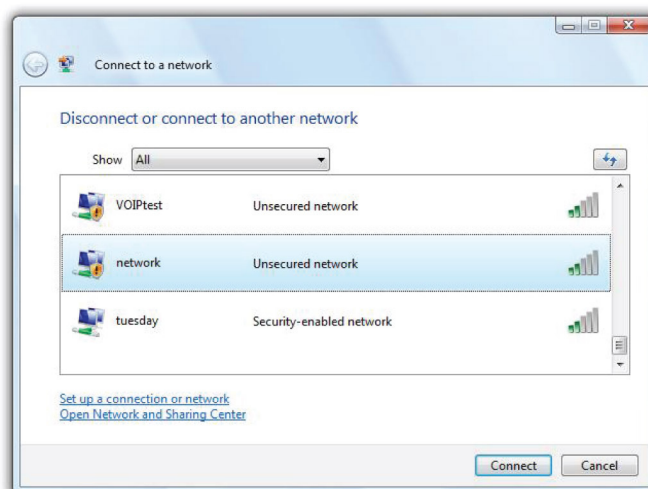 Connect to a network
Disconnect or connect to another network
Show All
VOIPtest Unsecured network
network Unsecured network
tuesday Security-enabled network
Set up a connection or network
Open Network and Sharing Center
Connect Cancel